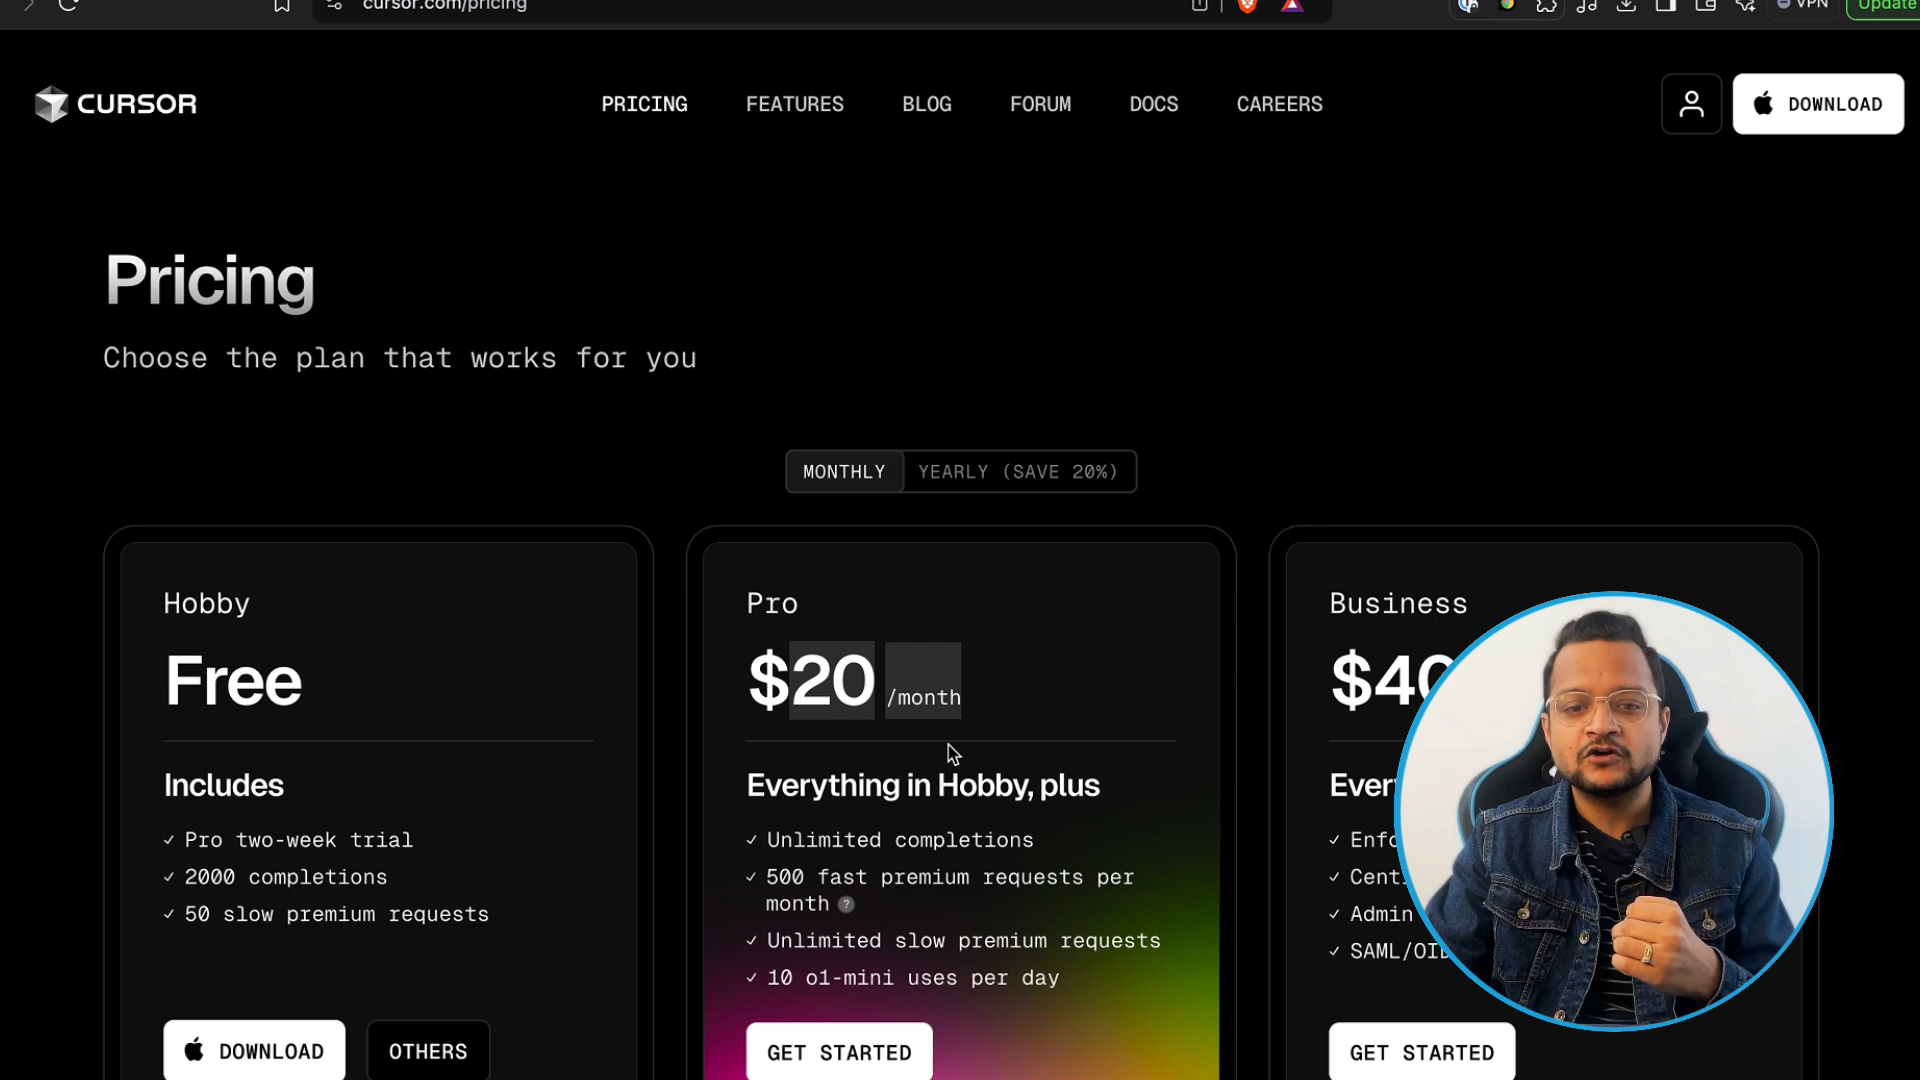 cursor.com/pricing
VPN
Update
CURSOR
PRICING
FEATURES
BLOG
FORUM
DOCS
CAREERS
DOWNLOAD
Pricing
Choose the plan that works for you
MONTHLY
YEARLY (SAVE 20%)
Hobby
Free
Includes
✓ Pro two-week trial
✓ 2000 completions
✓ 50 slow premium requests
DOWNLOAD
OTHERS
Pro
$20 /month
Everything in Hobby, plus
✓ Unlimited completions
✓ 500 fast premium requests per
month ?
✓ Unlimited slow premium requests
✓ 10 o1-mini uses per day
GET STARTED
Business
$40
✓ Admin
GET STARTED